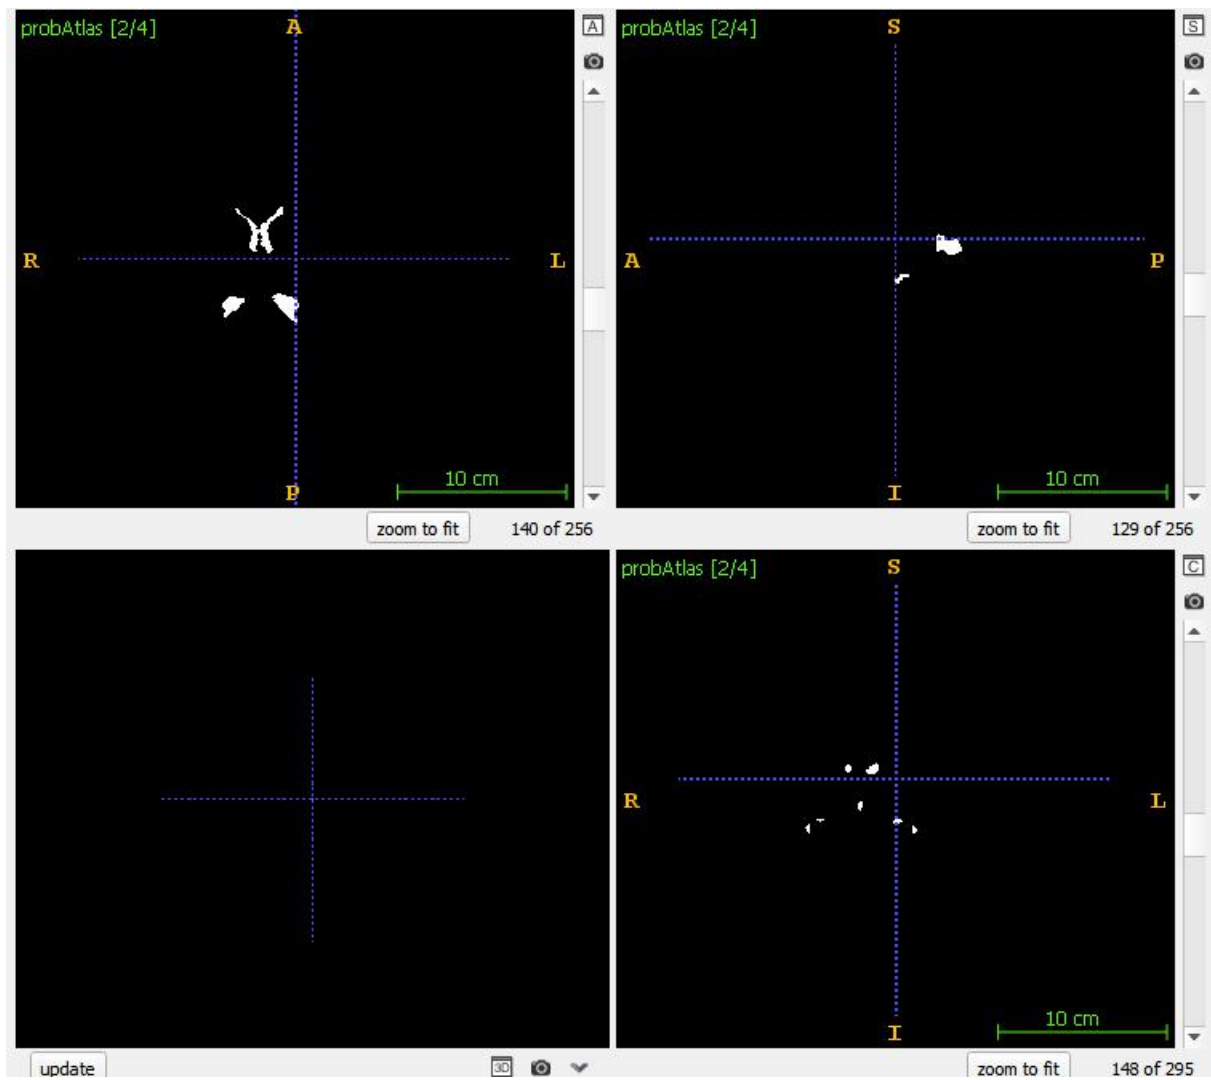 probAtlas [2/4]
A
A
R
L
10 cm
P
zoom to fit
140 of 256
probAtlas [2/4]
S
S
A
P
10 cm
I
zoom to fit
129 of 256
update
3D
probAtlas [2/4]
S
C
R
L
10 cm
I
zoom to fit
148 of 295